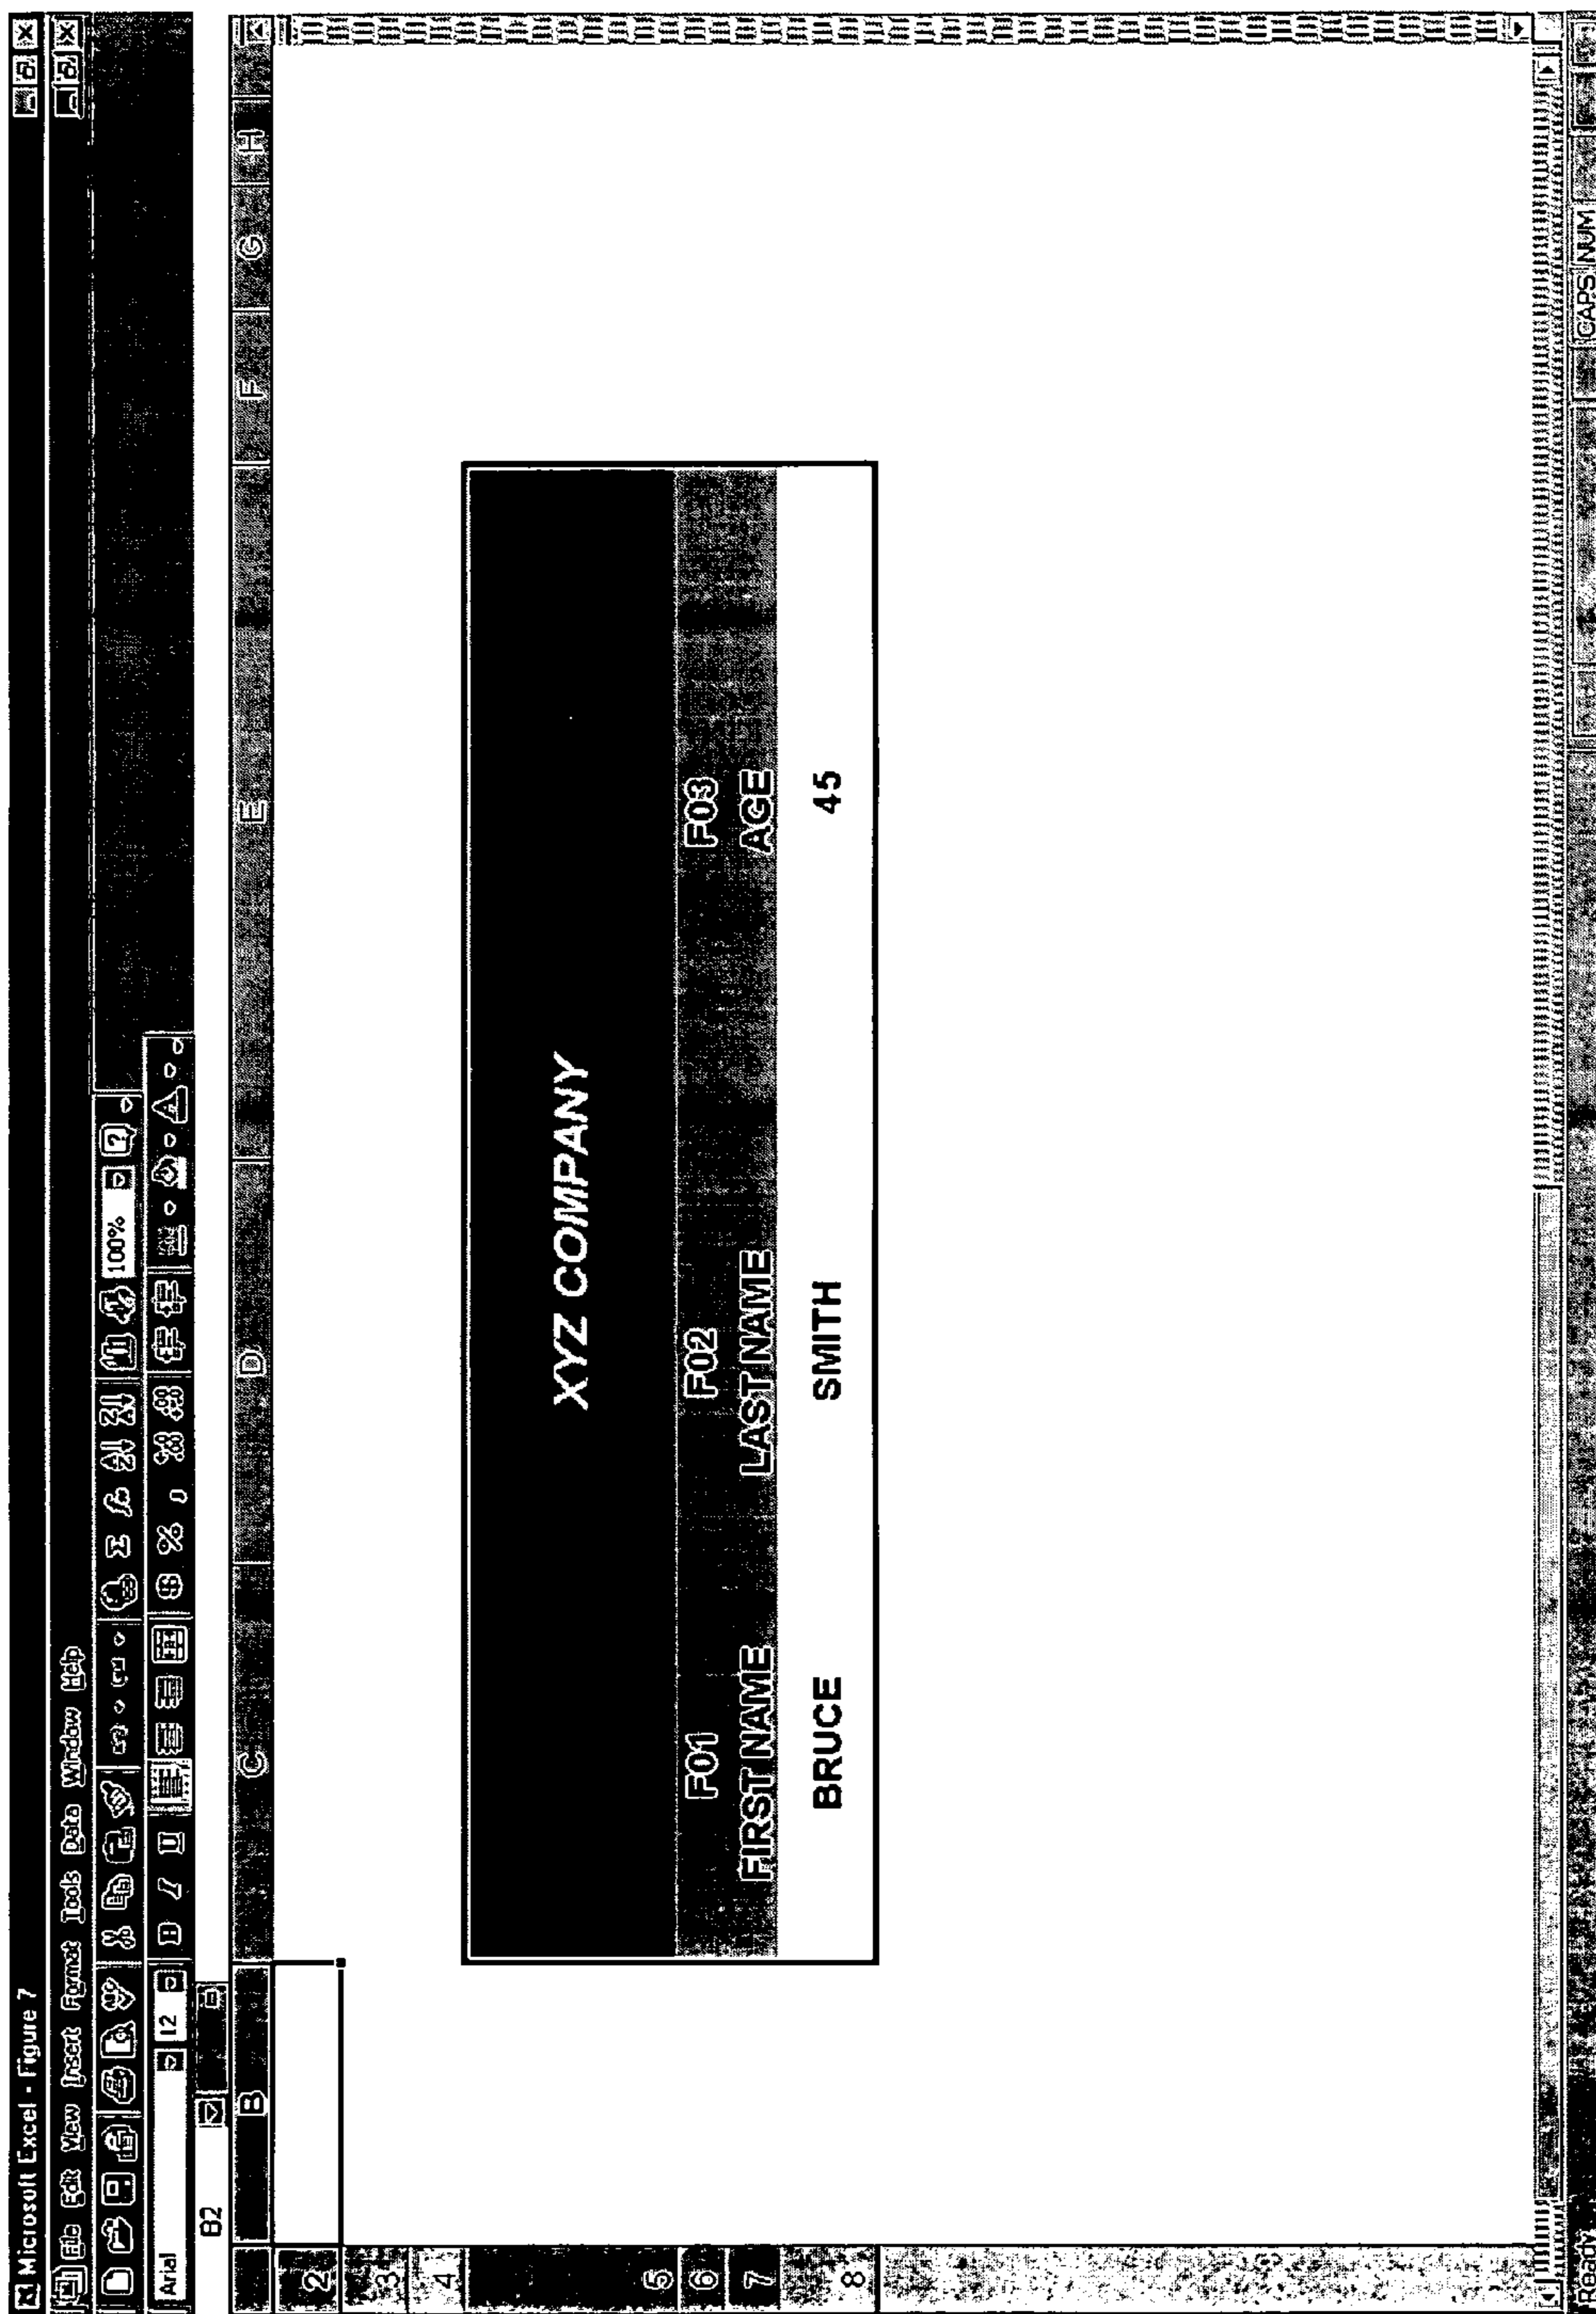 Microsoft Excel - Figure 7
File Edit View Insert Format Tools Data Window Help
100%
Arial 12 B I U $ % ,
B2
B C D E F G H
2
3
4
XYZ COMPANY
5
6 F01 F02 F03
7 FIRST NAME LAST NAME AGE
8 BRUCE SMITH 45
Ready CAPS NUM